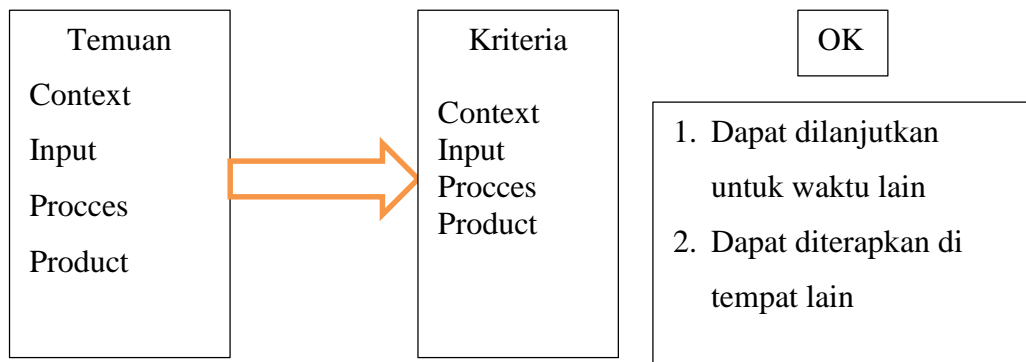 Temuan
Context
Input
Procces
Product
Kriteria
Context
Input
Procces
Product
OK
1. Dapat dilanjutkan
untuk waktu lain
2. Dapat diterapkan di
tempat lain